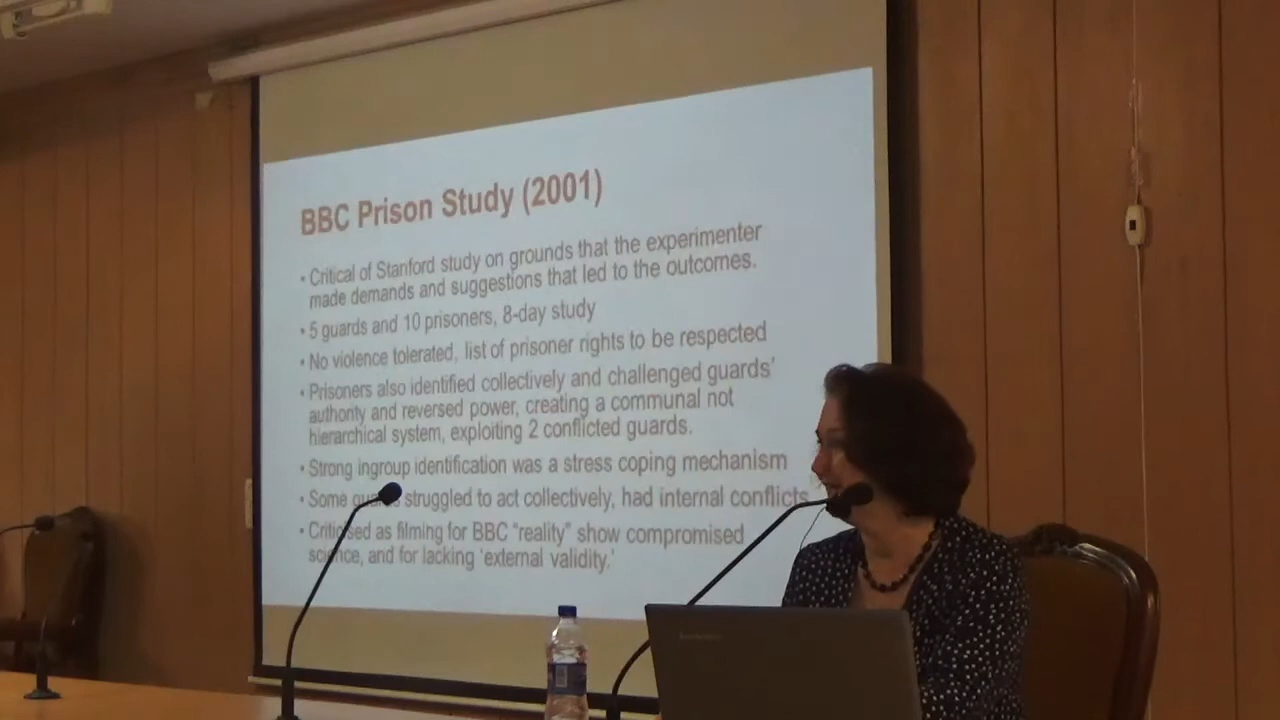 BBC Prison Study (2001)
• Critical of Stanford study on grounds that the experimenter
made demands and suggestions that led to the outcomes.
• 5 guards and 10 prisoners, 8-day study
• No violence tolerated, list of prisoner rights to be respected
• Prisoners also identified collectively and challenged guards'
authority and reversed power, creating a communal not
hierarchical system, exploiting 2 conflicted guards.
• Strong ingroup identification was a stress coping mechanism
• Some guards struggled to act collectively, had internal conflicts
• Criticised as filming for BBC "reality" show compromised
science, and for lacking 'external validity.'